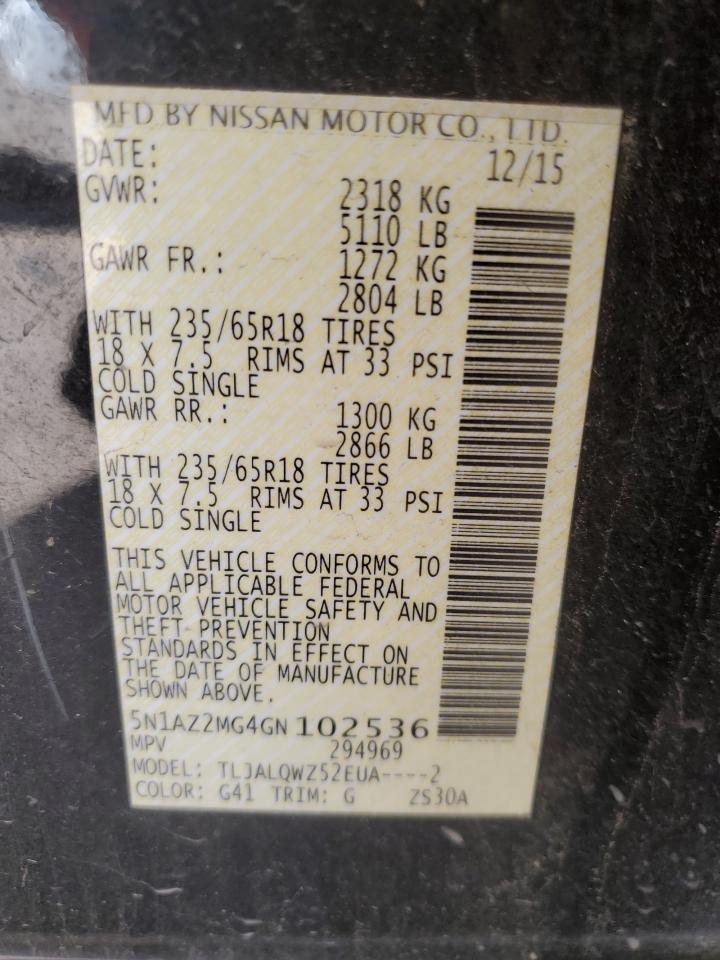 MFD BY NISSAN MOTOR CO., LTD.
DATE: 12/15
GVWR: 2318 KG
5110 LB
GAWR FR.: 1272 KG
2804 LB
WITH 235/65R18 TIRES
18 X 7.5 RIMS AT 33 PSI
COLD SINGLE
GAWR RR.: 1300 KG
2866 LB
WITH 235/65R18 TIRES
18 X 7.5 RIMS AT 33 PSI
COLD SINGLE
THIS VEHICLE CONFORMS TO
ALL APPLICABLE FEDERAL
MOTOR VEHICLE SAFETY AND
THEFT PREVENTION
STANDARDS IN EFFECT ON
THE DATE OF MANUFACTURE
SHOWN ABOVE.
5N1AZ2MG4GN 102536
MPV 294969
MODEL: TLJALQWZ52EUA----2
COLOR: G41 TRIM: G ZS30A